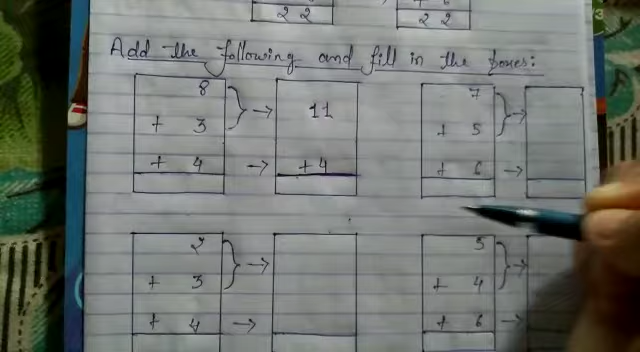 2 2 2 2
Add the following and fill in the boxes:
8 7
+ 3 11 + 5
+ 4 → + 4 + 6 →
2 5
+ 3 → + 4 →
+ 4 → + 6 →